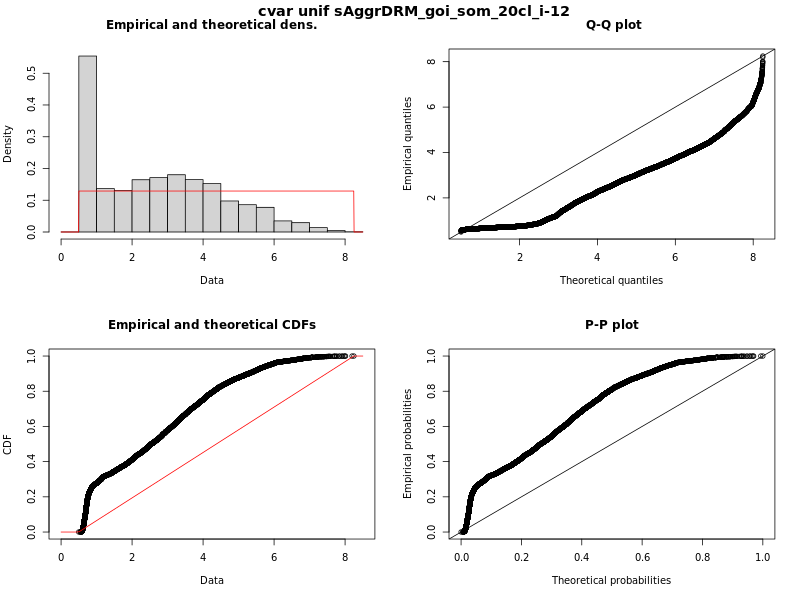 cvar unif sAggrDRM_goi_som_20cl_i-12
Empirical and theoretical dens.
Density
0.0 0.1 0.2 0.3 0.4 0.5
0 2 4 6 8
Data
Q-Q plot
Empirical quantiles
2 4 6 8
2 4 6 8
Theoretical quantiles
Empirical and theoretical CDFs
CDF
0.0 0.2 0.4 0.6 0.8 1.0
0 2 4 6 8
Data
P-P plot
Empirical probabilities
0.0 0.2 0.4 0.6 0.8 1.0
0.0 0.2 0.4 0.6 0.8 1.0
Theoretical probabilities